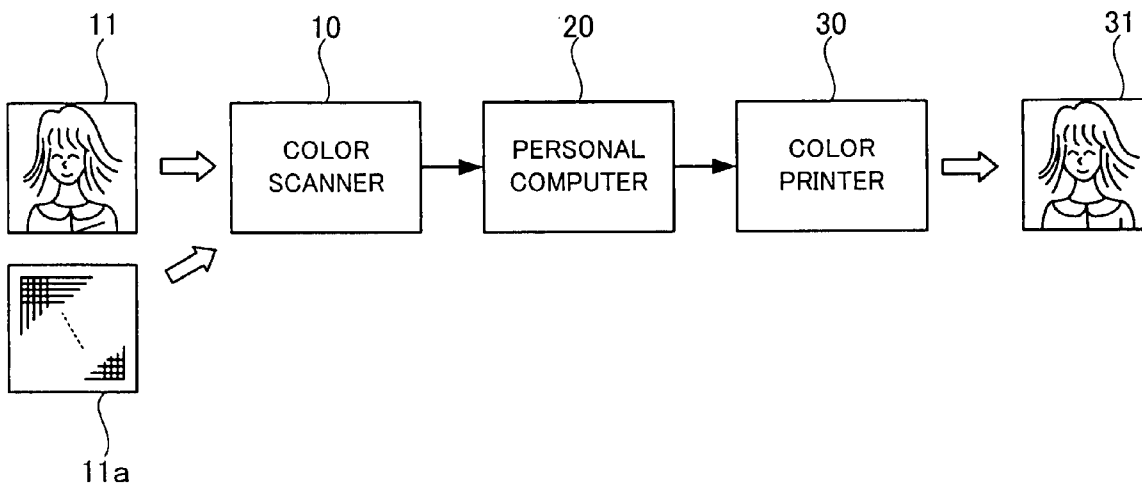 11
10
20
30
31
COLOR
SCANNER
PERSONAL
COMPUTER
COLOR
PRINTER
11a